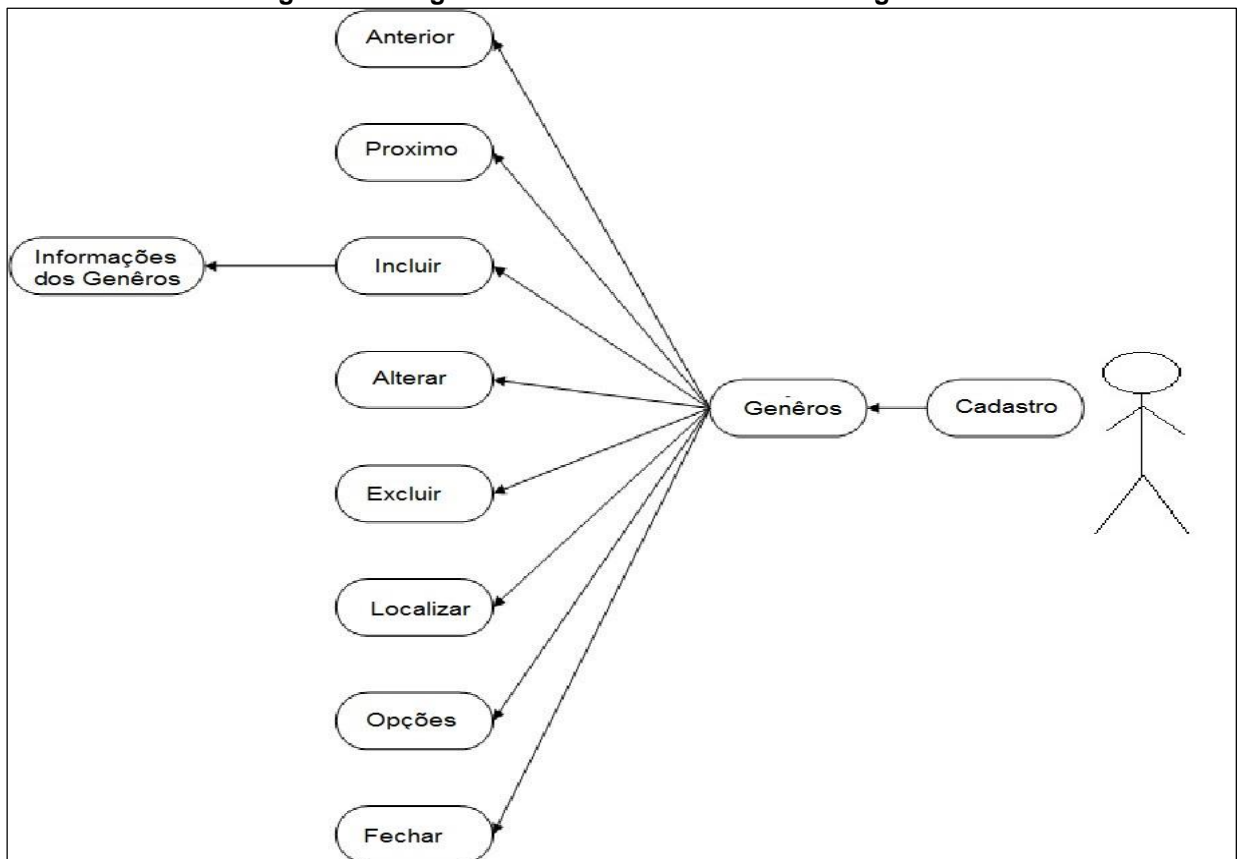 Anterior
Proximo
Informações
dos Genêros
Incluir
Alterar
Genêros
Cadastro
Excluir
Localizar
Opções
Fechar